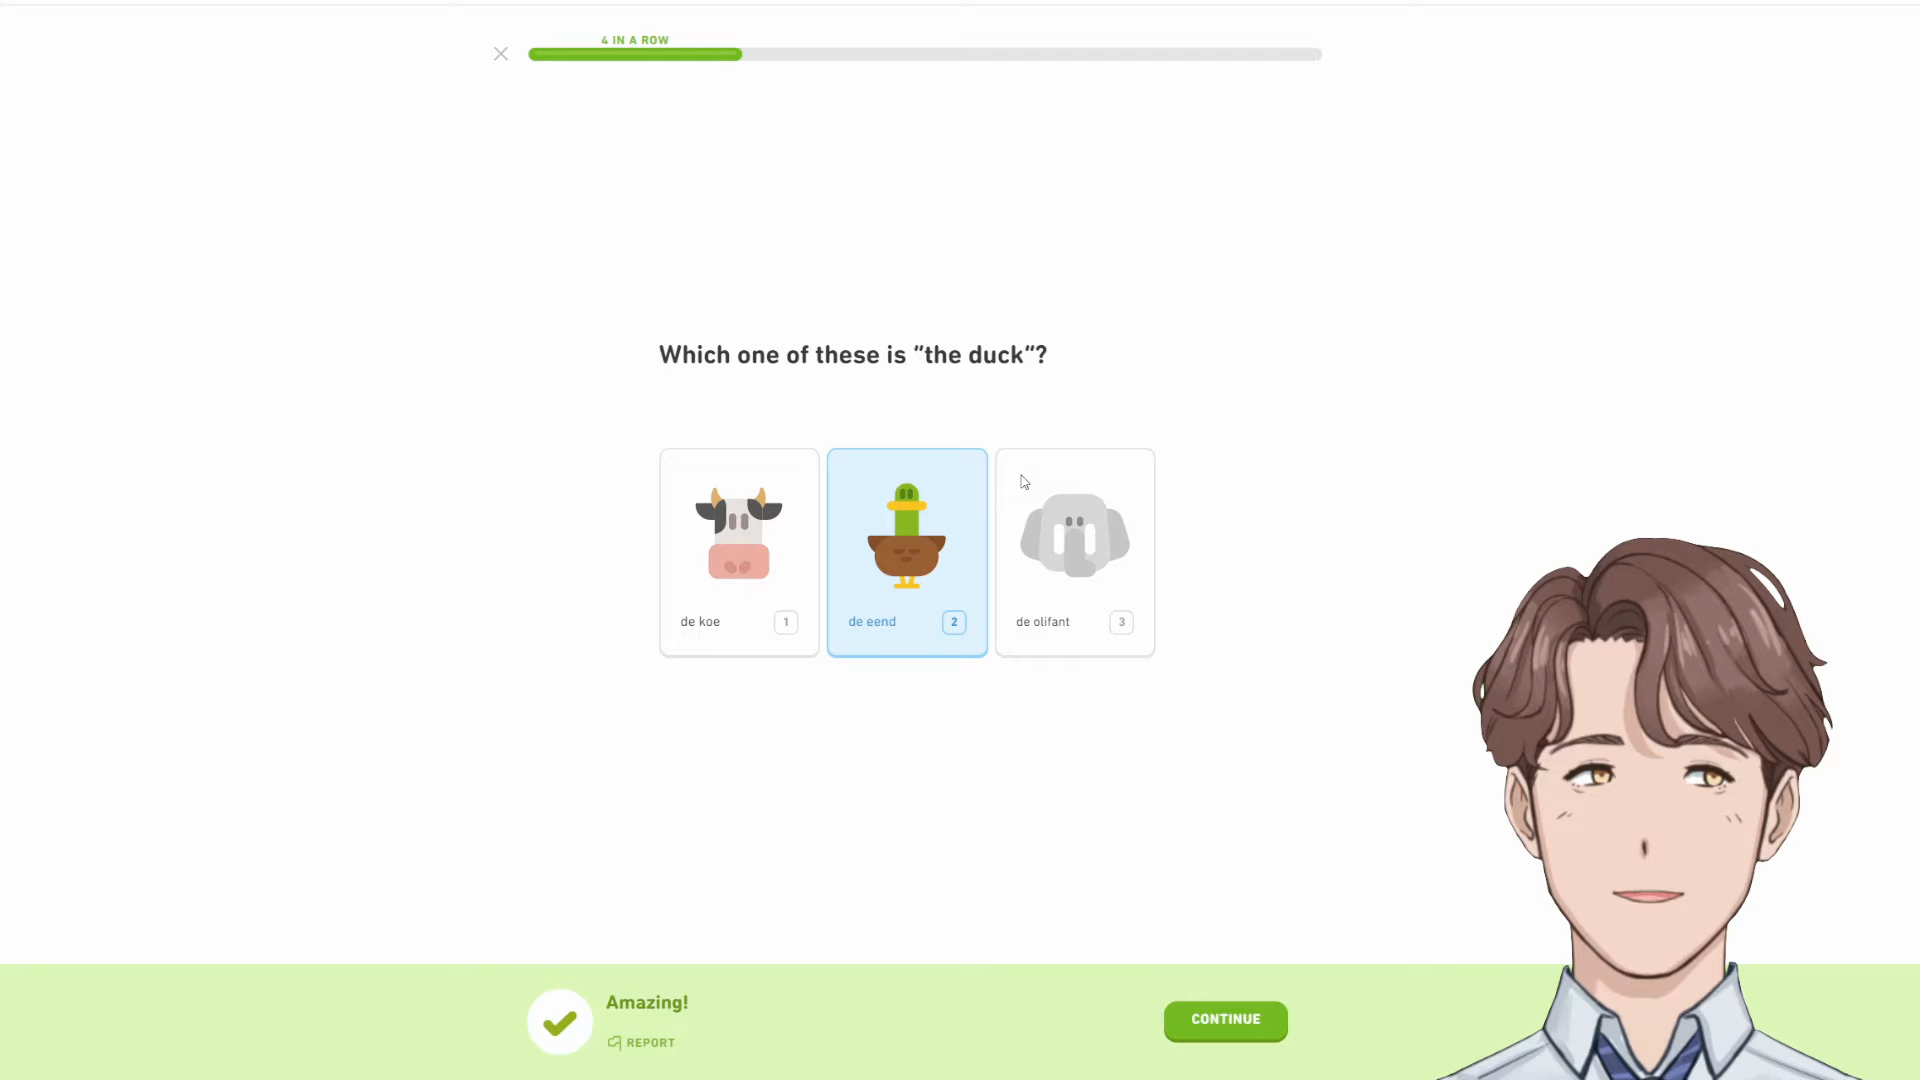 4 IN A ROW
Which one of these is “the duck“?
de koe 1
de eend 2
de olifant 3
Amazing!
REPORT
CONTINUE